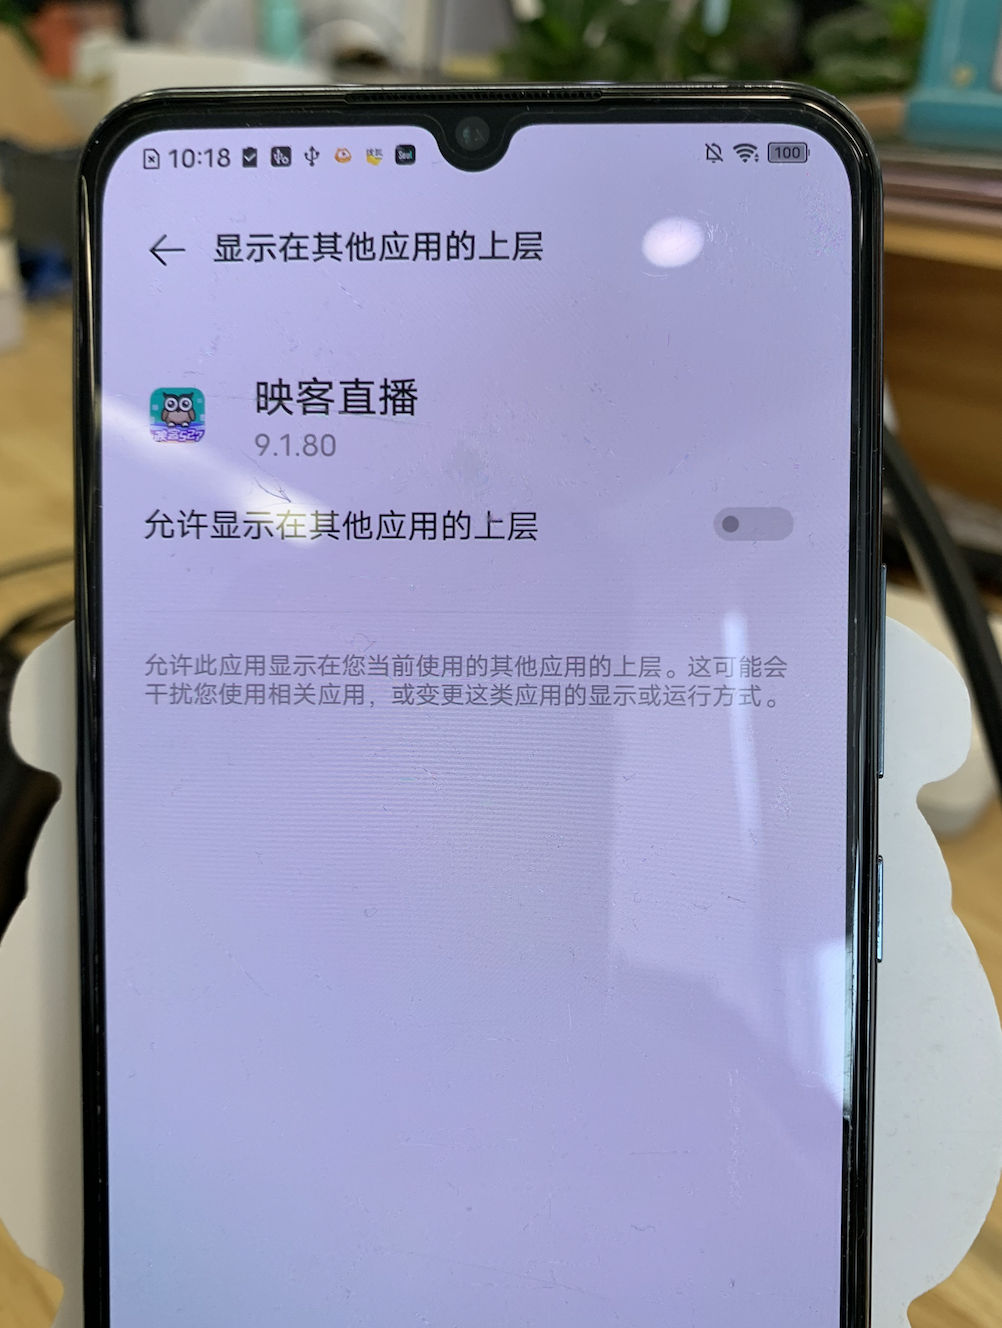 10:18
Soul
100
显示在其他应用的上层
映客直播
9.1.80
允许显示在其他应用的上层
允许此应用显示在您当前使用的其他应用的上层。这可能会
干扰您使用相关应用，或变更这类应用的显示或运行方式。